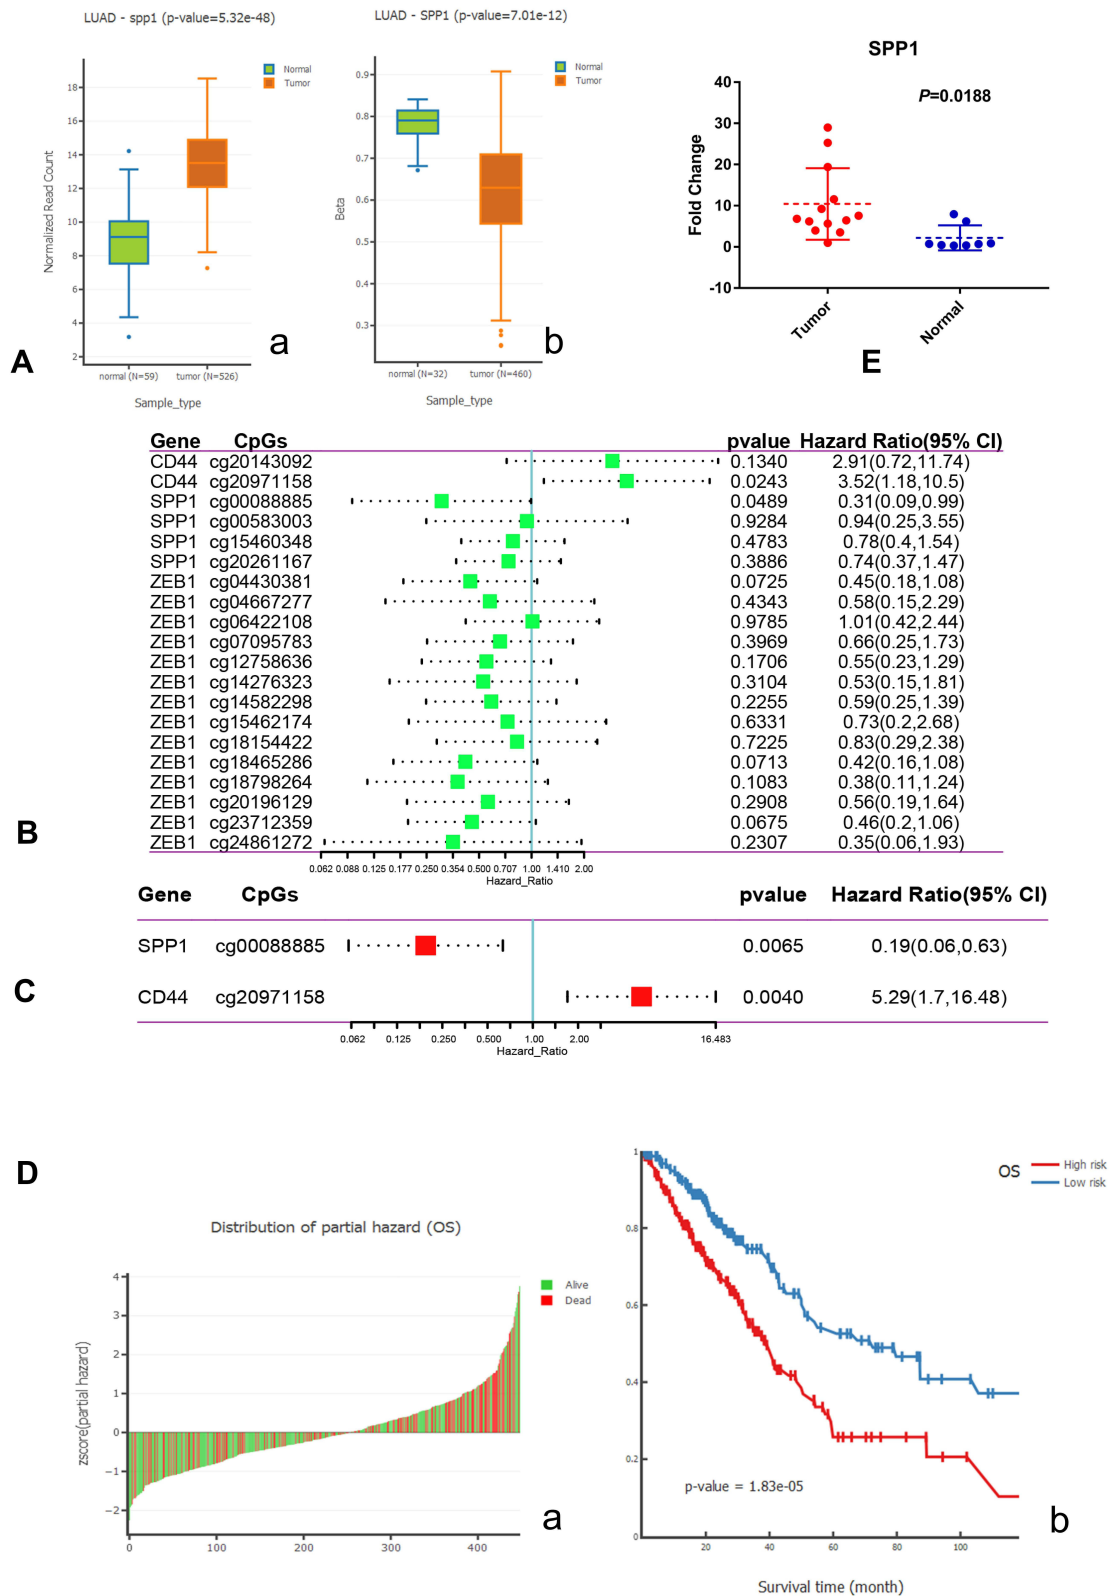 LUAD - spp1 (p-value=5.32e-48)
Normal
Tumor
Normalized Read Count
18
16
14
12
10
8
6
4
2
normal (N=59)
tumor (N=526)
Sample_type
a
A
LUAD - SPP1 (p-value=7.01e-12)
Normal
Tumor
Beta
0.9
0.8
0.7
0.6
0.5
0.4
0.3
normal (N=32)
tumor (N=460)
Sample_type
b
SPP1
P=0.0188
Fold Change
40
30
20
10
0
-10
Tumor
Normal
E
Gene CpGs pvalue Hazard Ratio(95% CI)
CD44 cg20143092 0.1340 2.91(0.72,11.74)
CD44 cg20971158 0.0243 3.52(1.18,10.5)
SPP1 cg00088885 0.0489 0.31(0.09,0.99)
SPP1 cg00583003 0.9284 0.94(0.25,3.55)
SPP1 cg15460348 0.4783 0.78(0.4,1.54)
SPP1 cg20261167 0.3886 0.74(0.37,1.47)
ZEB1 cg04430381 0.0725 0.45(0.18,1.08)
ZEB1 cg04667277 0.4343 0.58(0.15,2.29)
ZEB1 cg06422108 0.9785 1.01(0.42,2.44)
ZEB1 cg07095783 0.3969 0.66(0.25,1.73)
ZEB1 cg12758636 0.1706 0.55(0.23,1.29)
ZEB1 cg14276323 0.3104 0.53(0.15,1.81)
ZEB1 cg14582298 0.2255 0.59(0.25,1.39)
ZEB1 cg15462174 0.6331 0.73(0.2,2.68)
ZEB1 cg18154422 0.7225 0.83(0.29,2.38)
ZEB1 cg18465286 0.0713 0.42(0.16,1.08)
ZEB1 cg18798264 0.1083 0.38(0.11,1.24)
ZEB1 cg20196129 0.2908 0.56(0.19,1.64)
ZEB1 cg23712359 0.0675 0.46(0.2,1.06)
ZEB1 cg24861272 0.2307 0.35(0.06,1.93)
0.062 0.088 0.125 0.177 0.250 0.354 0.500 0.707 1.00 1.410 2.00
Hazard_Ratio
B
Gene CpGs pvalue Hazard Ratio(95% CI)
SPP1 cg00088885 0.0065 0.19(0.06,0.63)
CD44 cg20971158 0.0040 5.29(1.7,16.48)
0.062 0.125 0.250 0.500 1.00 2.00 16.483
Hazard_Ratio
C
D
Distribution of partial hazard (OS)
Alive
Dead
zscore(partial hazard)
4
3
2
1
0
−1
−2
0 100 200 300 400
a
OS
High risk
Low risk
1
0.8
0.6
0.4
0.2
0
p-value = 1.83e-05
20 40 60 80 100
Survival time (month)
b